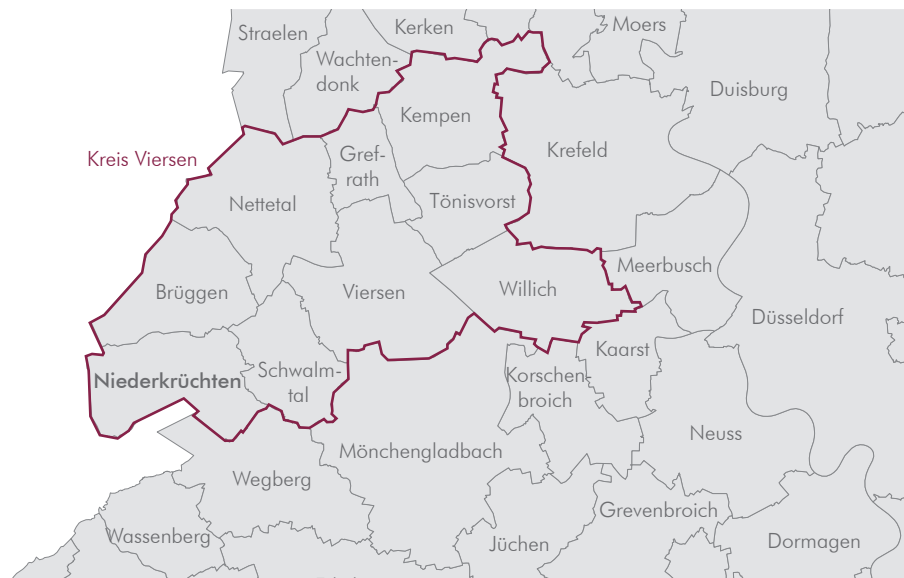 Straelen
Kerken
Moers
Wachten-
donk
Duisburg
Kempen
Kreis Viersen
Gref-
rath
Krefeld
Nettetal
Tönisvorst
Meerbusch
Brüggen
Viersen
Willich
Düsseldorf
Kaarst
Niederkrüchten
Schwalm-
tal
Korschen
broich
Neuss
Mönchengladbach
Wegberg
Grevenbroich
Wassenberg
Jüchen
Dormagen